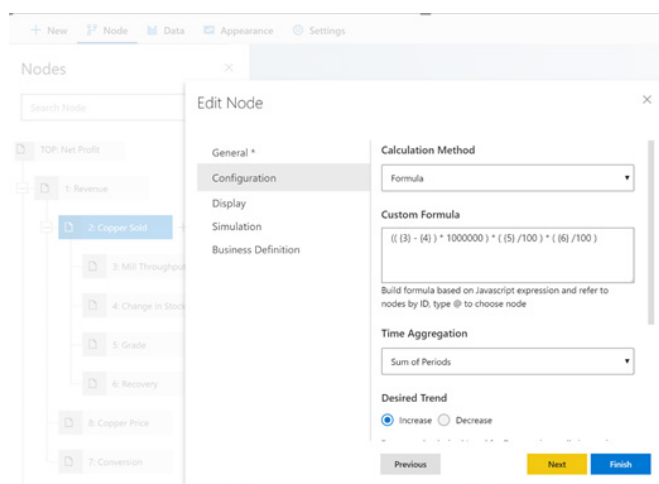 New Node Data Appearance Settings
Nodes
Search Node
TOP: Net Profit
1: Revenue
2: Copper Sold
3: Mill Throughput
4: Change in Stock
5: Grade
6: Recovery
8: Copper Price
7: Conversion
Edit Node
General *
Configuration
Display
Simulation
Business Definition
Calculation Method
Formula
Custom Formula
(( {3} - {4} ) * 1000000 ) * ( {5} /100 ) * ( {6} /100 )
Build formula based on Javascript expression and refer to
nodes by ID, type @ to choose node
Time Aggregation
Sum of Periods
Desired Trend
Increase Decrease
Previous Next Finish